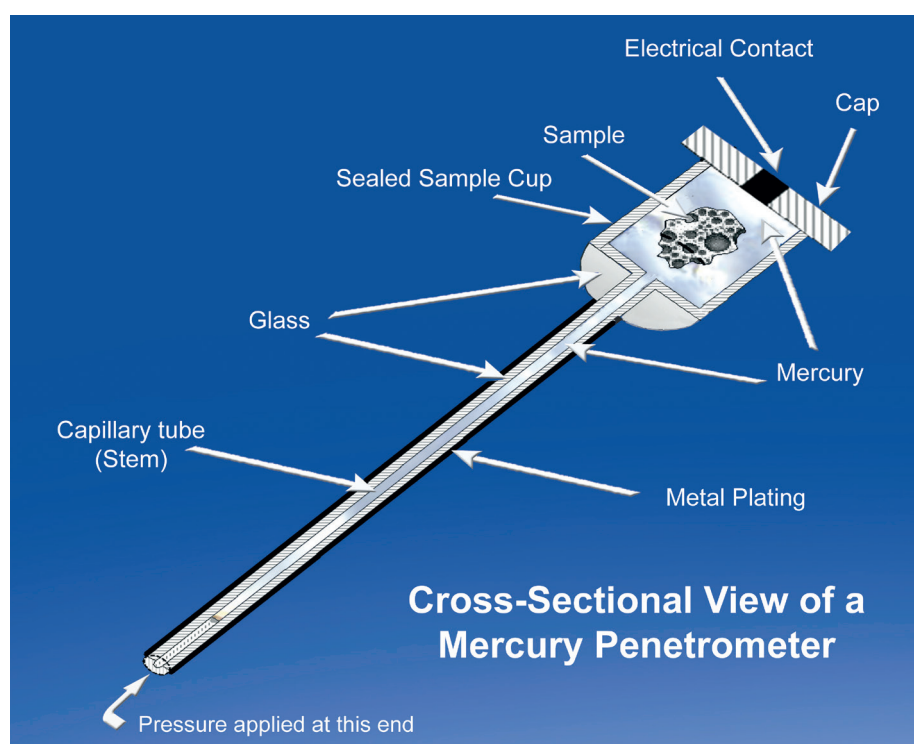 Electrical Contact
Cap
Sample
Sealed Sample Cup
Glass
Mercury
Capillary tube
(Stem)
Metal Plating
Cross-Sectional View of a
Mercury Penetrometer
Pressure applied at this end